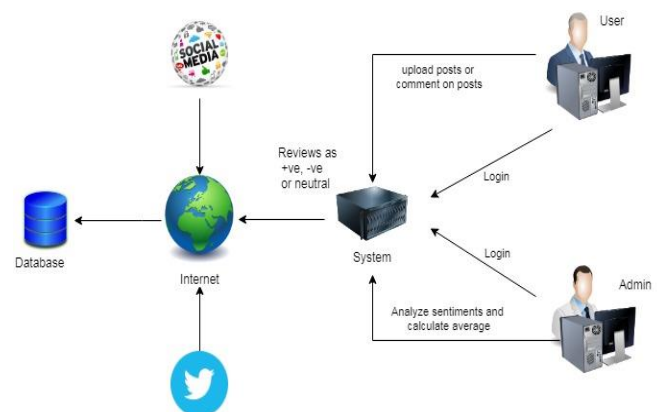 User
SOCIAL
MEDIA
upload posts or
comment on posts
Reviews as
+ve, -ve
or neutral
Login
Database
Internet
System
Login
Admin
Analyze sentiments and
calculate average